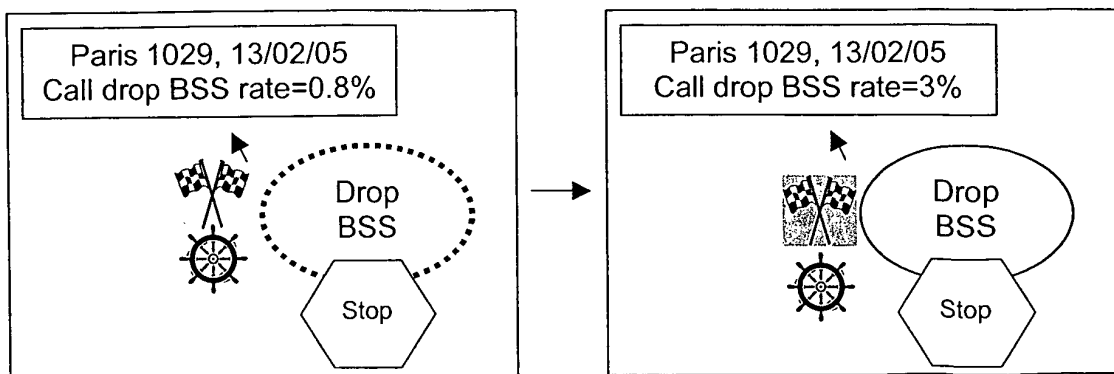 Paris 1029, 13/02/05
Call drop BSS rate=0.8%
Drop
BSS
Stop
Paris 1029, 13/02/05
Call drop BSS rate=3%
Drop
BSS
Stop